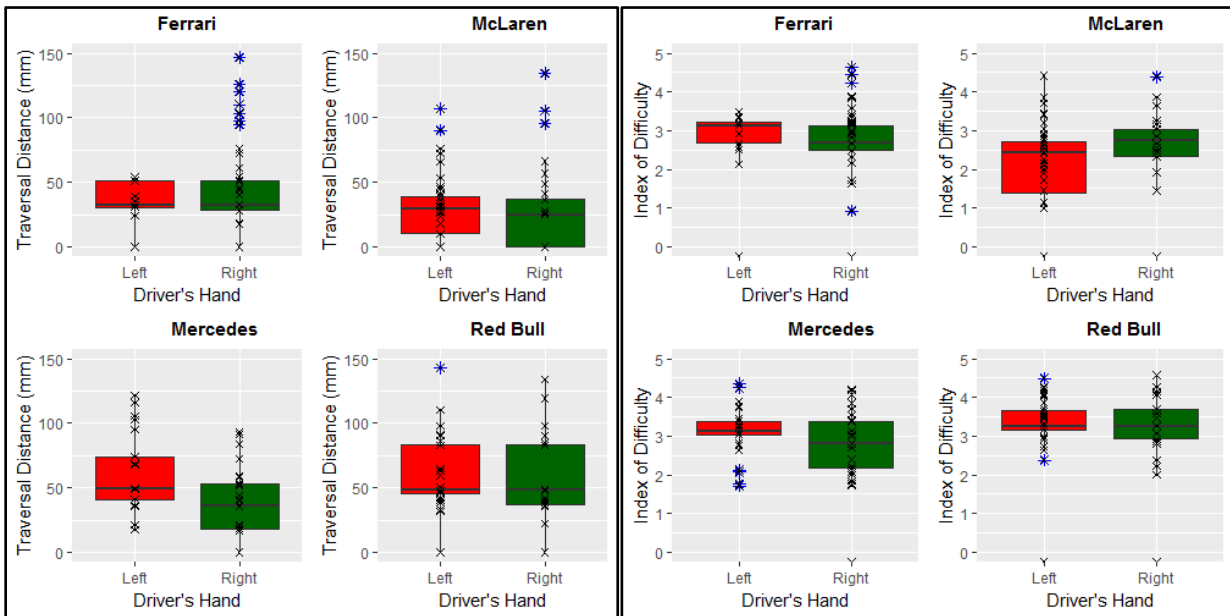 Ferrari
Traversal Distance (mm)
150
100
50
0
Left Right
Driver's Hand
McLaren
Traversal Distance (mm)
150
100
50
0
Left Right
Driver's Hand
Mercedes
Traversal Distance (mm)
150
100
50
0
Left Right
Driver's Hand
Red Bull
Traversal Distance (mm)
150
100
50
0
Left Right
Driver's Hand
Ferrari
Index of Difficulty
5
4
3
2
1
0
Left Right
Driver's Hand
McLaren
Index of Difficulty
5
4
3
2
1
0
Left Right
Driver's Hand
Mercedes
Index of Difficulty
5
4
3
2
1
0
Left Right
Driver's Hand
Red Bull
Index of Difficulty
5
4
3
2
1
0
Left Right
Driver's Hand